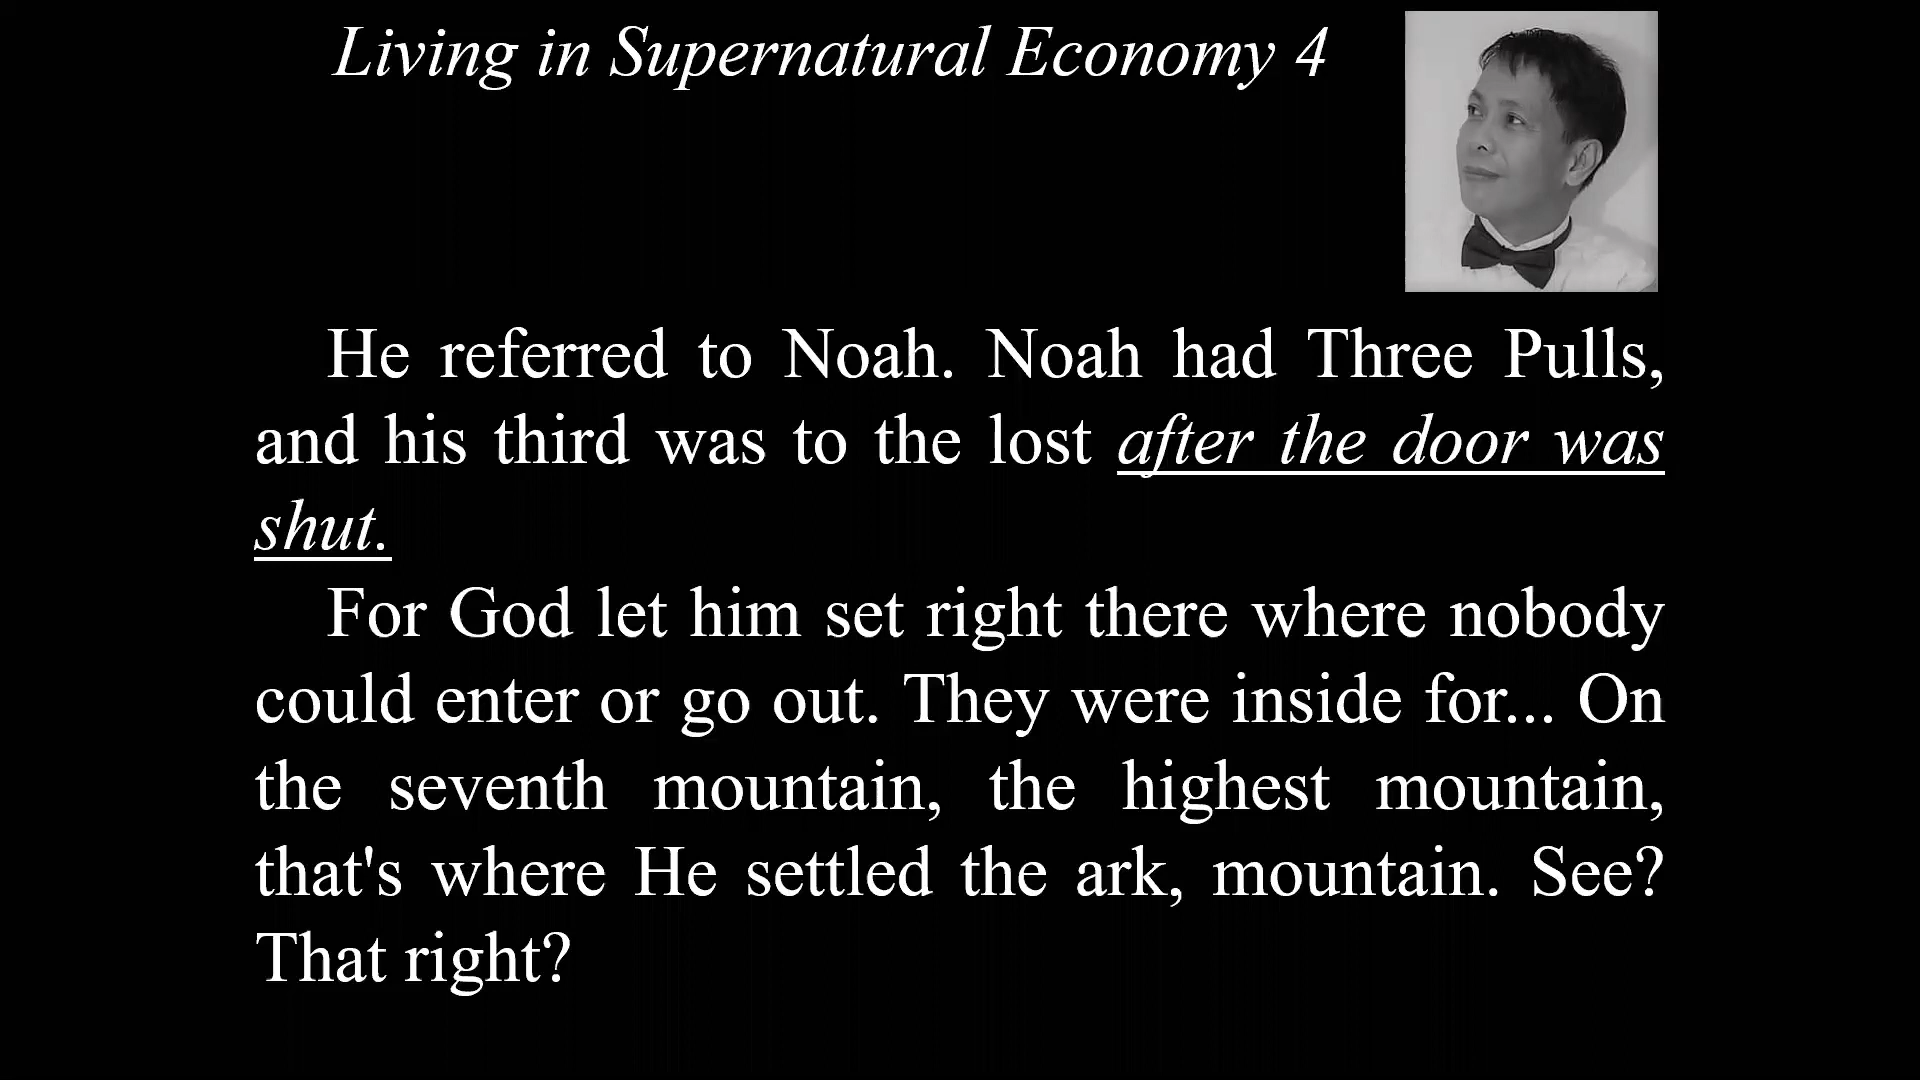 Living in Supernatural Economy 4
He referred to Noah. Noah had Three Pulls,
and his third was to the lost after the door was
shut.
For God let him set right there where nobody
could enter or go out. They were inside for... On
the seventh mountain, the highest mountain,
that's where He settled the ark, mountain. See?
That right?